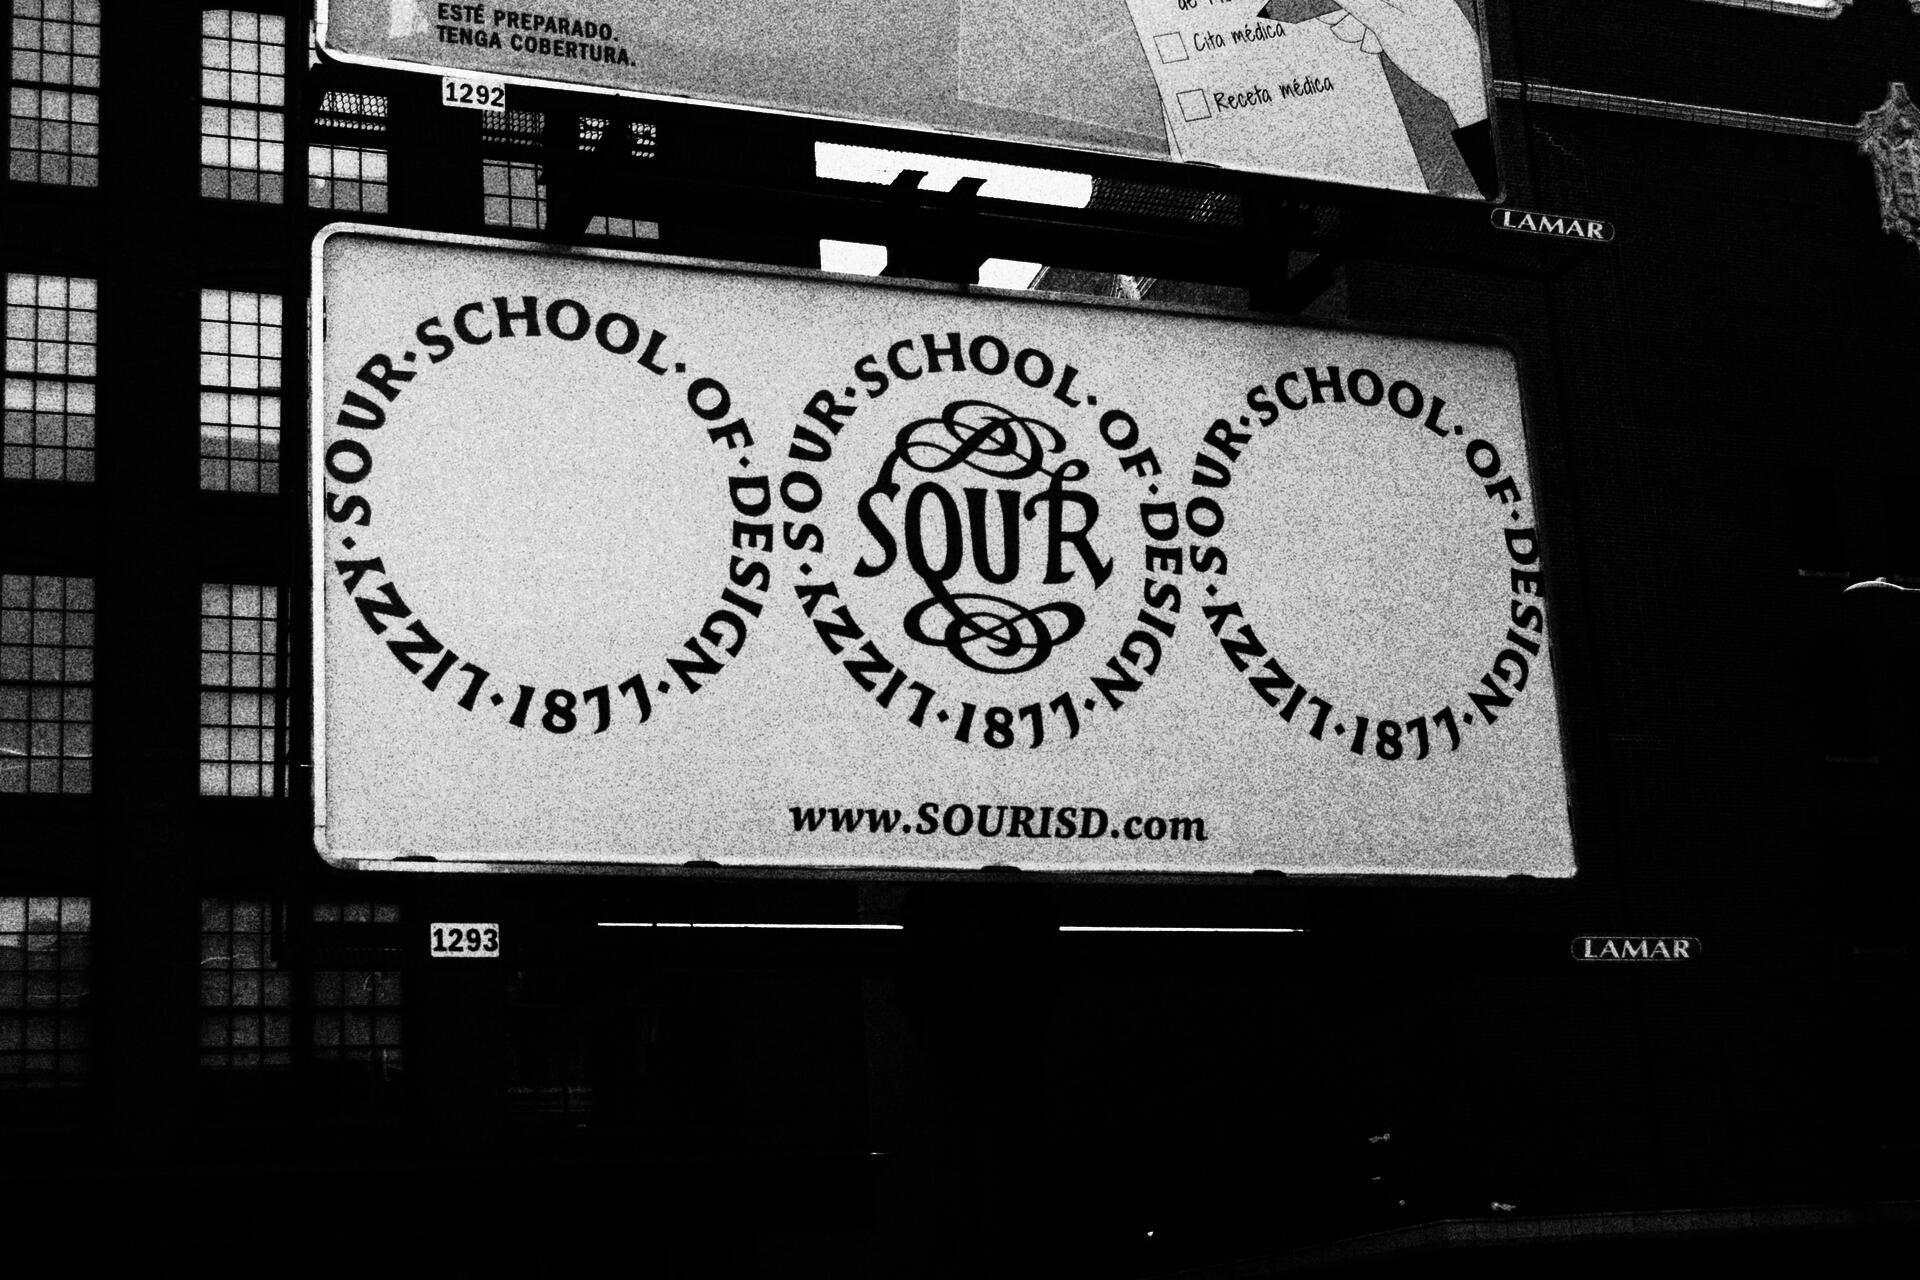 ESTÉ PREPARADO.
TENGA COBERTURA.
Cita médica
Receta médica
1292
LAMAR
SOUR·SCHOOL·OF·DESIGN·1877·LIZZY·
SOUR·SCHOOL·OF·DESIGN·1877·LIZZY·
SOUR
SOUR·SCHOOL·OF·DESIGN·1877·LIZZY·
www.SOURISD.com
1293
LAMAR